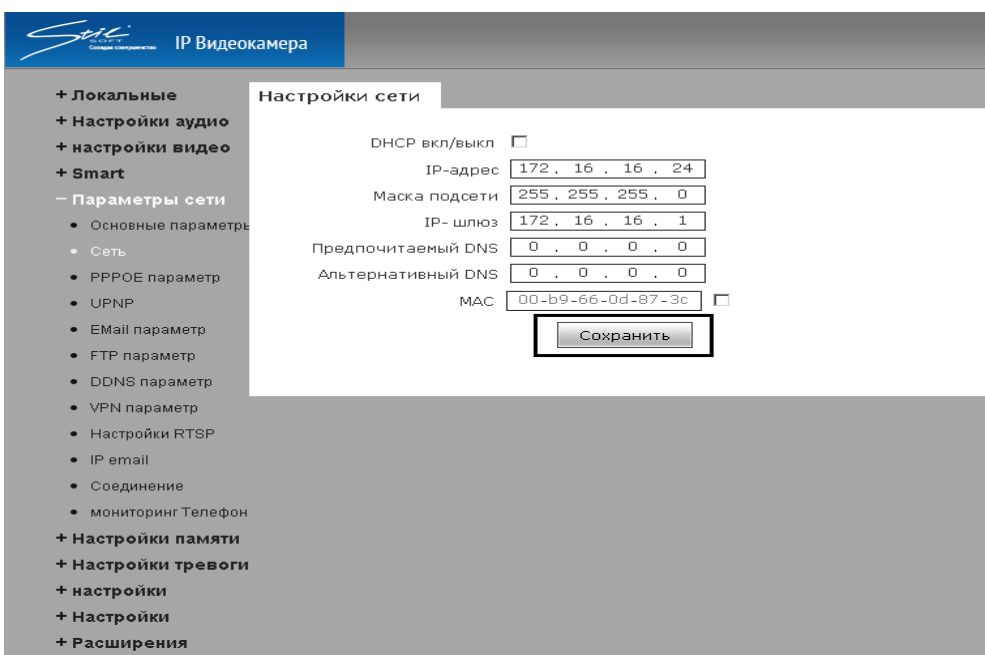 Stil
SOFT
Создаем совершенство
IP Видеокамера
+ Локальные
+ Настройки аудио
+ настройки видео
+ Smart
– Параметры сети
• Основные параметры
• Сеть
• PPPOE параметр
• UPNP
• EMail параметр
• FTP параметр
• DDNS параметр
• VPN параметр
• Настройки RTSP
• IP email
• Соединение
• мониторинг Телефон
+ Настройки памяти
+ Настройки тревоги
+ настройки
+ Настройки
+ Расширения
Настройки сети
DHCP вкл/выкл
IP-адрес 172 . 16 . 16 . 24
Маска подсети 255 . 255 . 255 . 0
IP- шлюз 172 . 16 . 16 . 1
Предпочитаемый DNS 0 . 0 . 0 . 0
Альтернативный DNS 0 . 0 . 0 . 0
MAC 00-b9-66-0d-87-3c
Сохранить